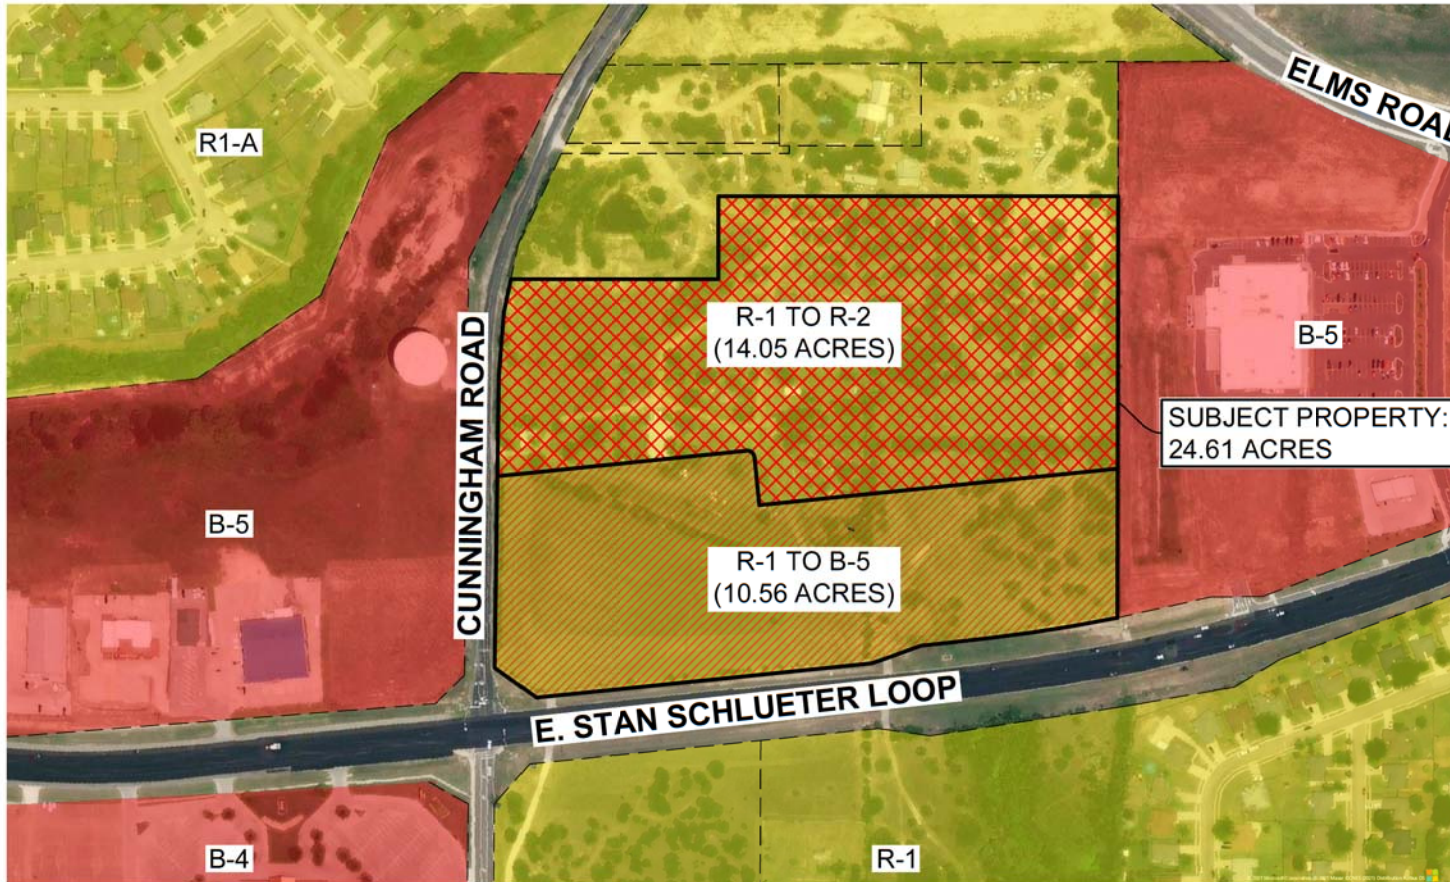 ELMS ROAD
R1-A
R-1 TO R-2
(14.05 ACRES)
B-5
CUNNINGHAM ROAD
SUBJECT PROPERTY:
24.61 ACRES
B-5
R-1 TO B-5
(10.56 ACRES)
E. STAN SCHLUETER LOOP
B-4
R-1